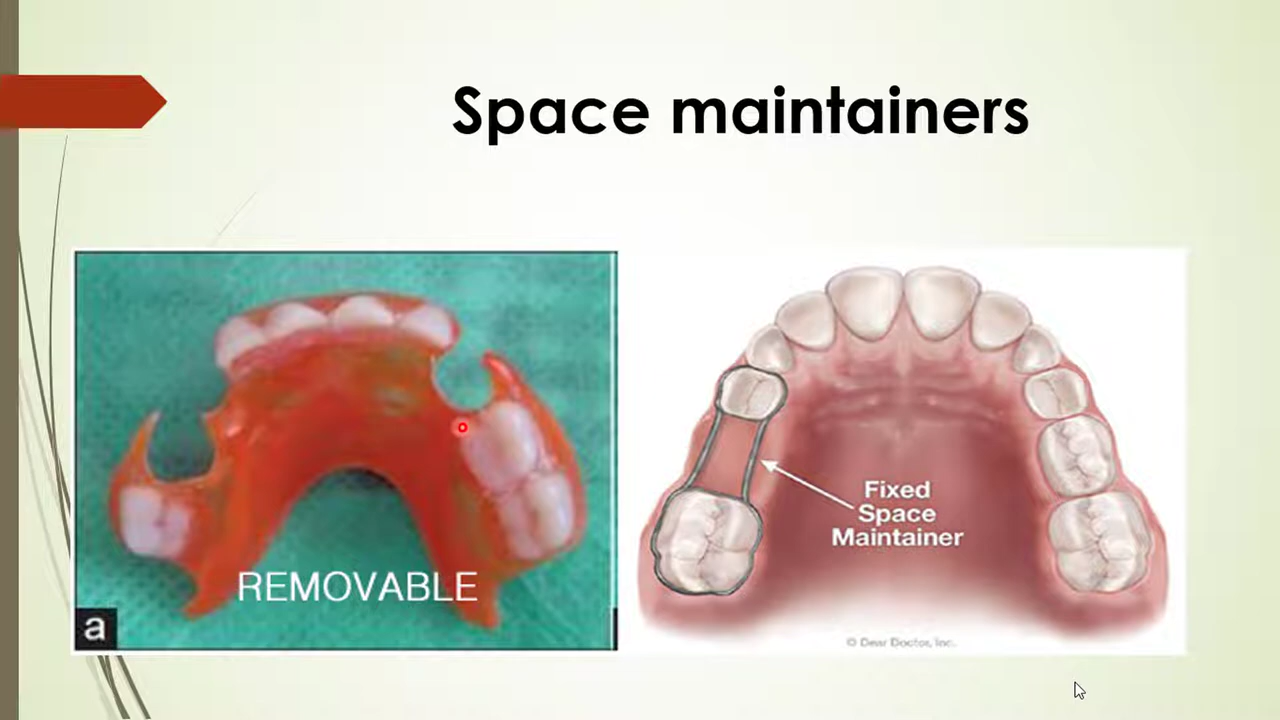 Space maintainers
REMOVABLE
a
Fixed
Space
Maintainer
© Dear Doctor, Inc.